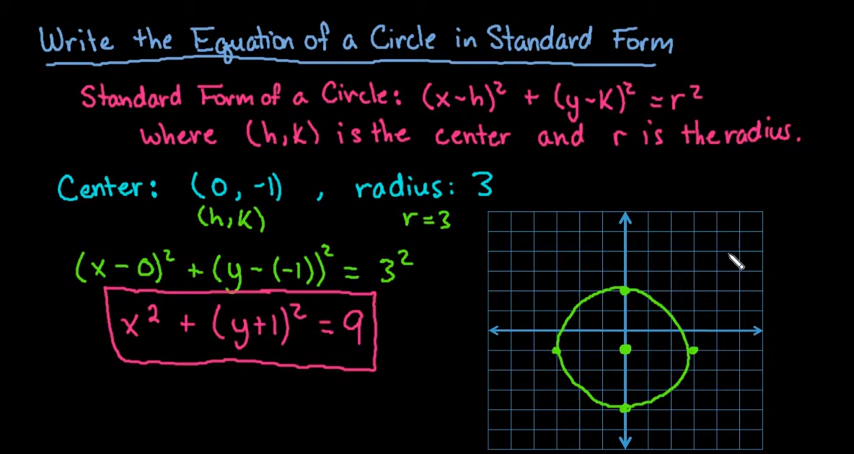 Write the Equation of a Circle in Standard Form
Standard Form of a Circle: (x-h)² + (y-K)² = r²
where (h,K) is the center and r is the radius.
Center: (0, -1) , radius: 3
(h,K) r=3
(x-0)² + (y-(-1))² = 3²
x² + (y+1)² = 9